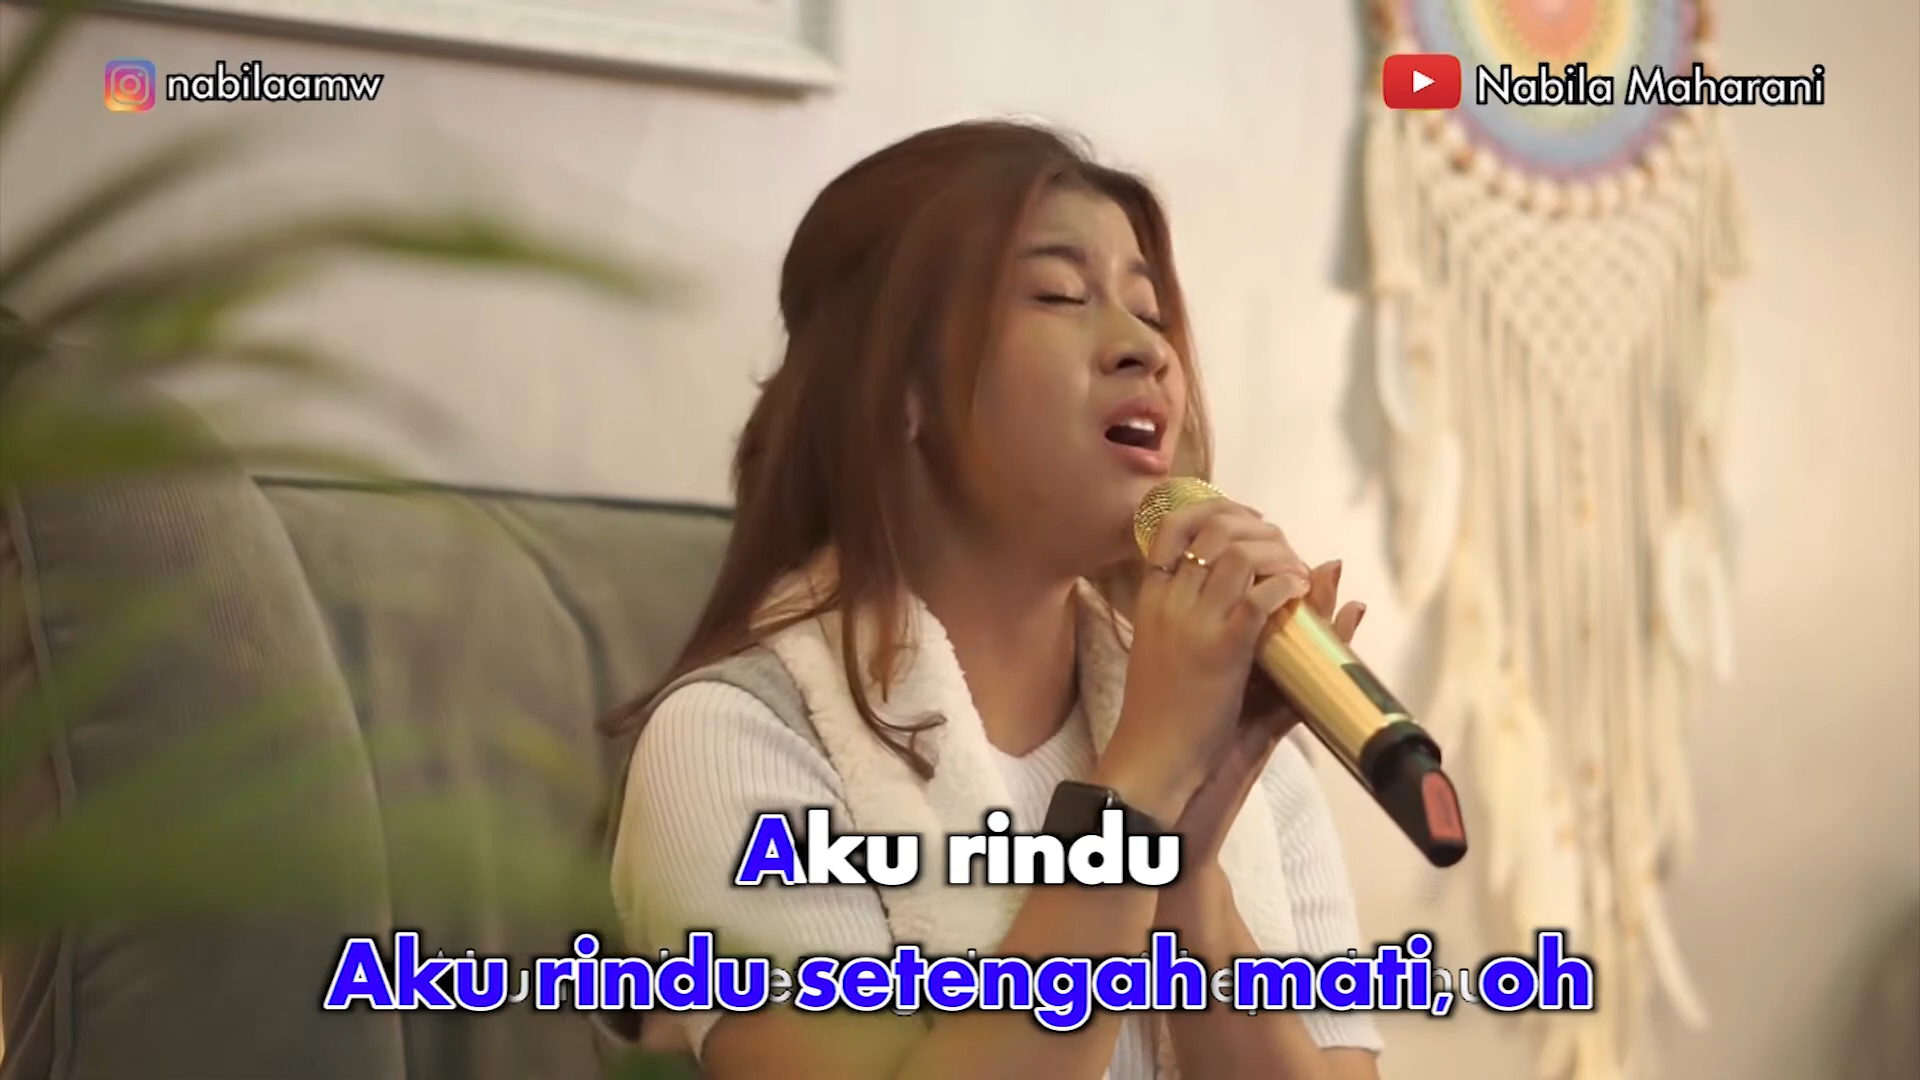 nabilaamw
Nabila Maharani
Aku rindu
Aku rindu setengah mati, oh